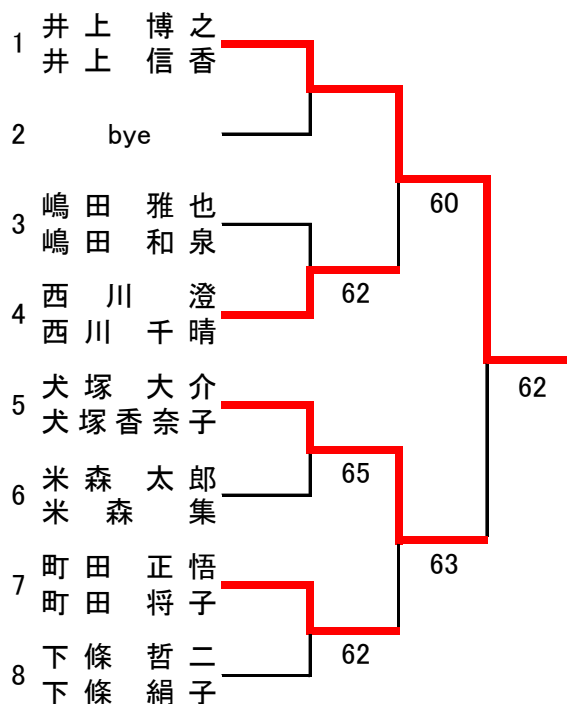 1 井上 博之
井上 信香
2 bye
60
3 嶋田 雅也
嶋田 和泉
62
4 西川 澄
西川 千晴
62
5 犬塚 大介
犬塚香奈子
65
6 米森 太郎
米森 集
63
7 町田 正悟
町田 将子
62
8 下條 哲二
下條 絹子